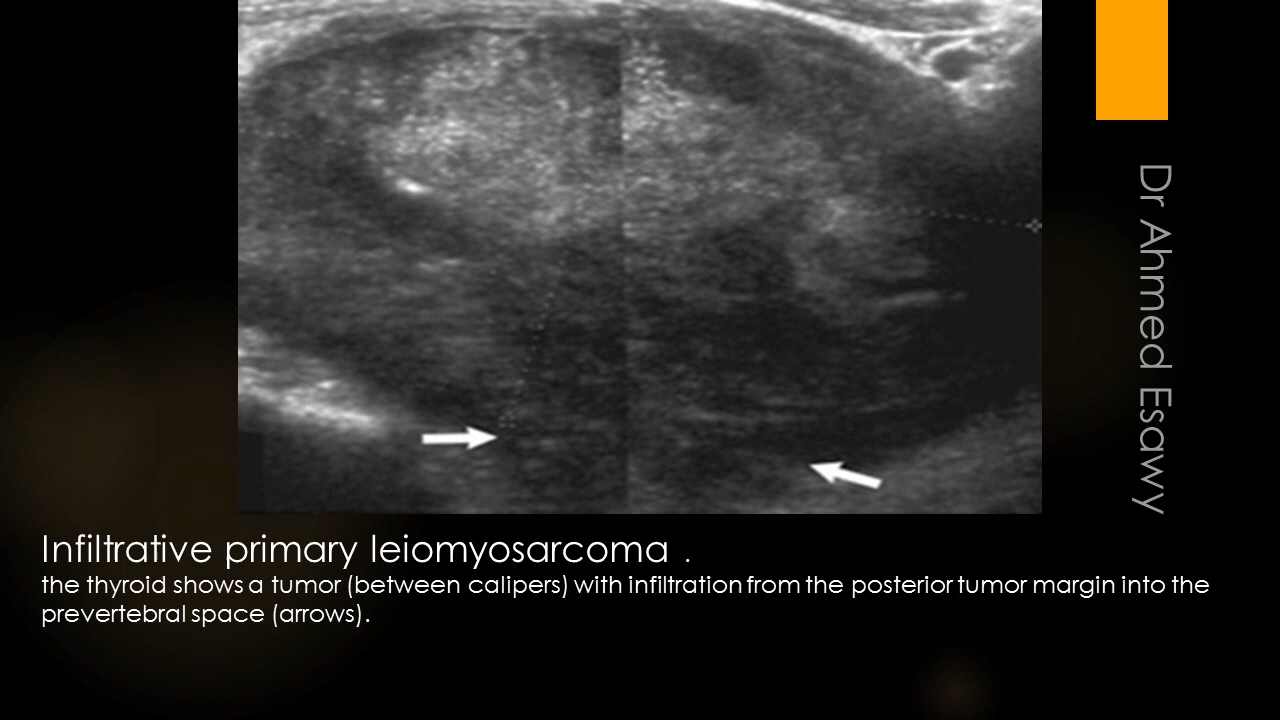 Infiltrative primary leiomyosarcoma .
the thyroid shows a tumor (between calipers) with infiltration from the posterior tumor margin into the
prevertebral space (arrows).
Dr Ahmed Esawy